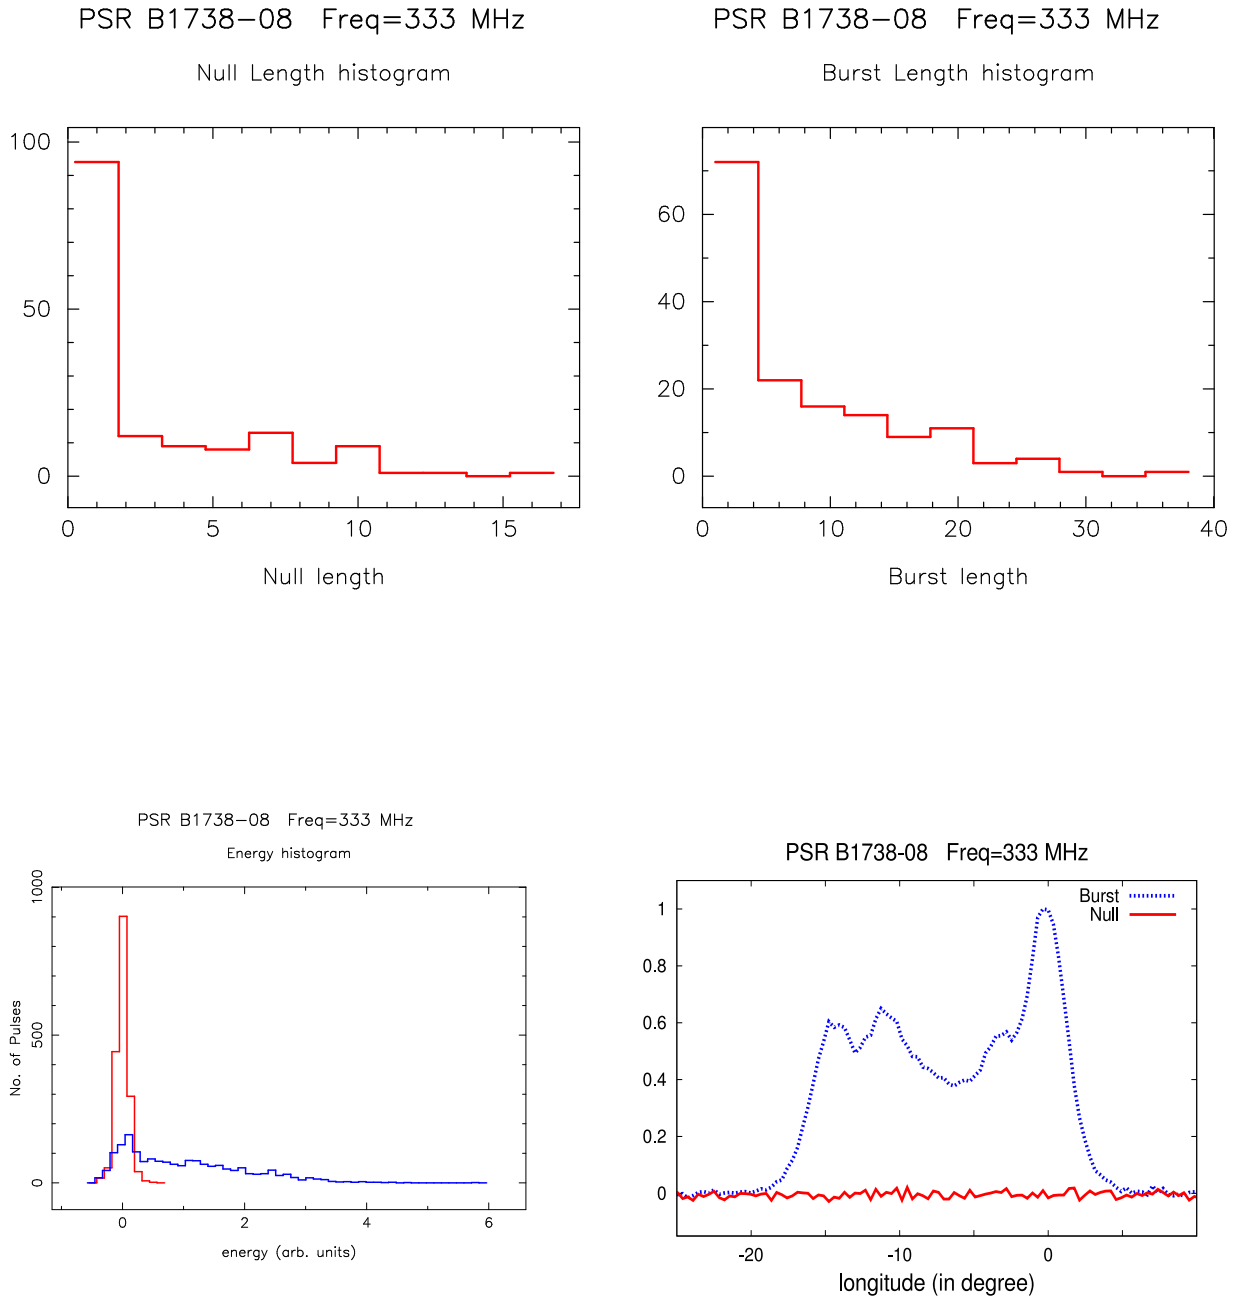 PSR B1738−08 Freq=333 MHz
Null Length histogram
100
50
0
0 5 10 15
Null length
PSR B1738−08 Freq=333 MHz
Burst Length histogram
60
40
20
0
0 10 20 30 40
Burst length
PSR B1738−08 Freq=333 MHz
Energy histogram
No. of Pulses
1000
500
0
0 2 4 6
energy (arb. units)
PSR B1738-08 Freq=333 MHz
Burst
Null
1
0.8
0.6
0.4
0.2
0
-20 -10 0
longitude (in degree)